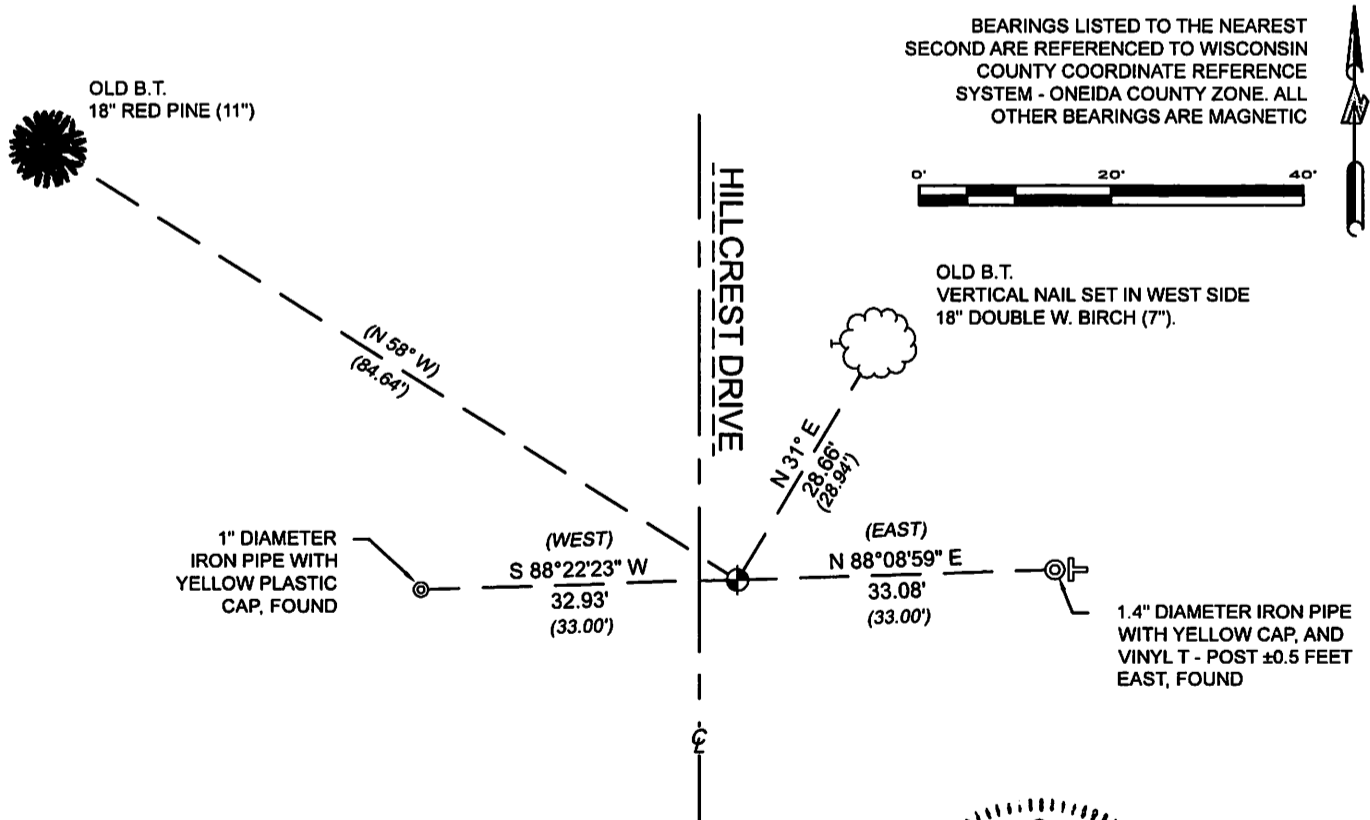 BEARINGS LISTED TO THE NEAREST
SECOND ARE REFERENCED TO WISCONSIN
COUNTY COORDINATE REFERENCE
SYSTEM - ONEIDA COUNTY ZONE. ALL
OTHER BEARINGS ARE MAGNETIC
0' 20' 40'
OLD B.T.
18" RED PINE (11")
HILLCREST DRIVE
OLD B.T.
VERTICAL NAIL SET IN WEST SIDE
18" DOUBLE W. BIRCH (7").
(N 58° W)
(84.64')
N 31° E
28.66'
(28.94')
1" DIAMETER
IRON PIPE WITH
YELLOW PLASTIC
CAP, FOUND
(WEST)
S 88°22'23" W
32.93'
(33.00')
(EAST)
N 88°08'59" E
33.08'
(33.00')
1.4" DIAMETER IRON PIPE
WITH YELLOW CAP, AND
VINYL T - POST ±0.5 FEET
EAST, FOUND
℄